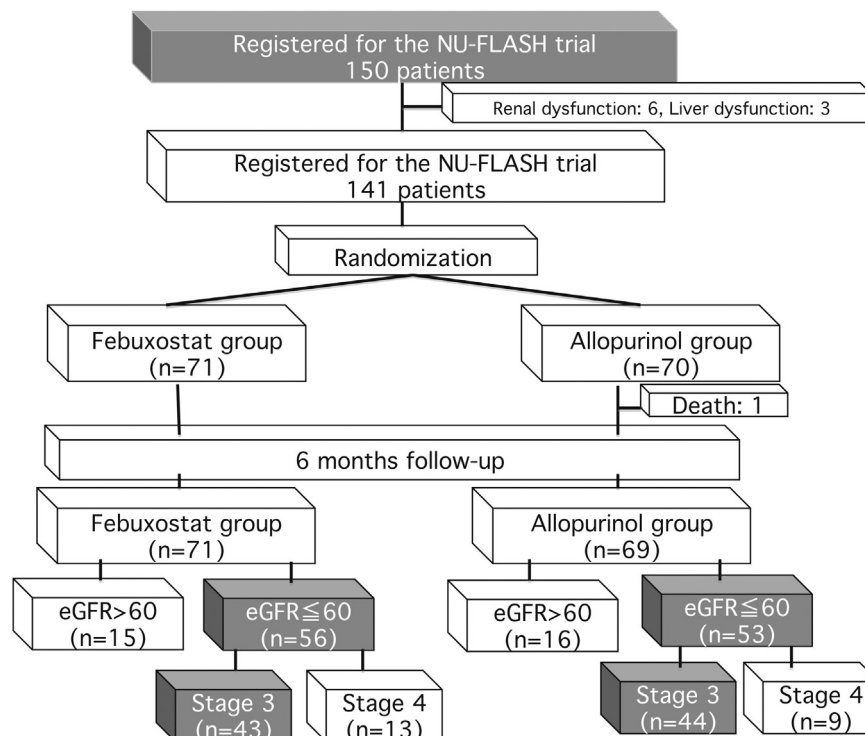 Registered for the NU-FLASH trial
150 patients
Renal dysfunction: 6, Liver dysfunction: 3
Registered for the NU-FLASH trial
141 patients
Randomization
Febuxostat group
(n=71)
Allopurinol group
(n=70)
Death: 1
6 months follow-up
Febuxostat group
(n=71)
Allopurinol group
(n=69)
eGFR>60
(n=15)
eGFR≦60
(n=56)
eGFR>60
(n=16)
eGFR≦60
(n=53)
Stage 3
(n=43)
Stage 4
(n=13)
Stage 3
(n=44)
Stage 4
(n=9)